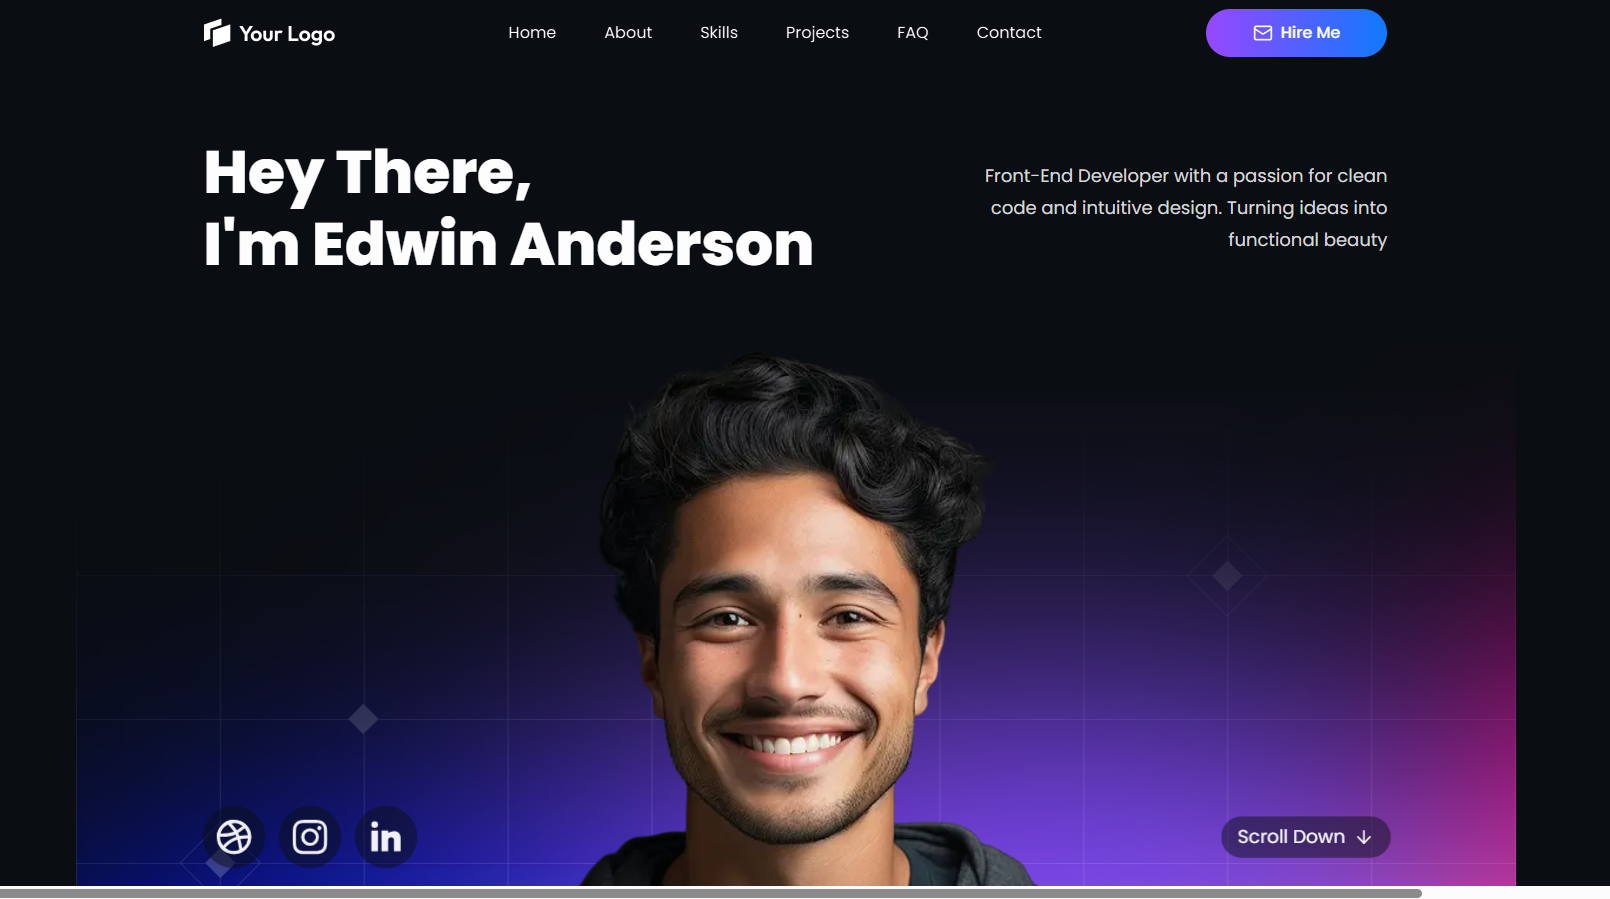 Your Logo
Home
About
Skills
Projects
FAQ
Contact
Hire Me
Hey There,
I'm Edwin Anderson
Front-End Developer with a passion for clean
code and intuitive design. Turning ideas into
functional beauty
in
Scroll Down